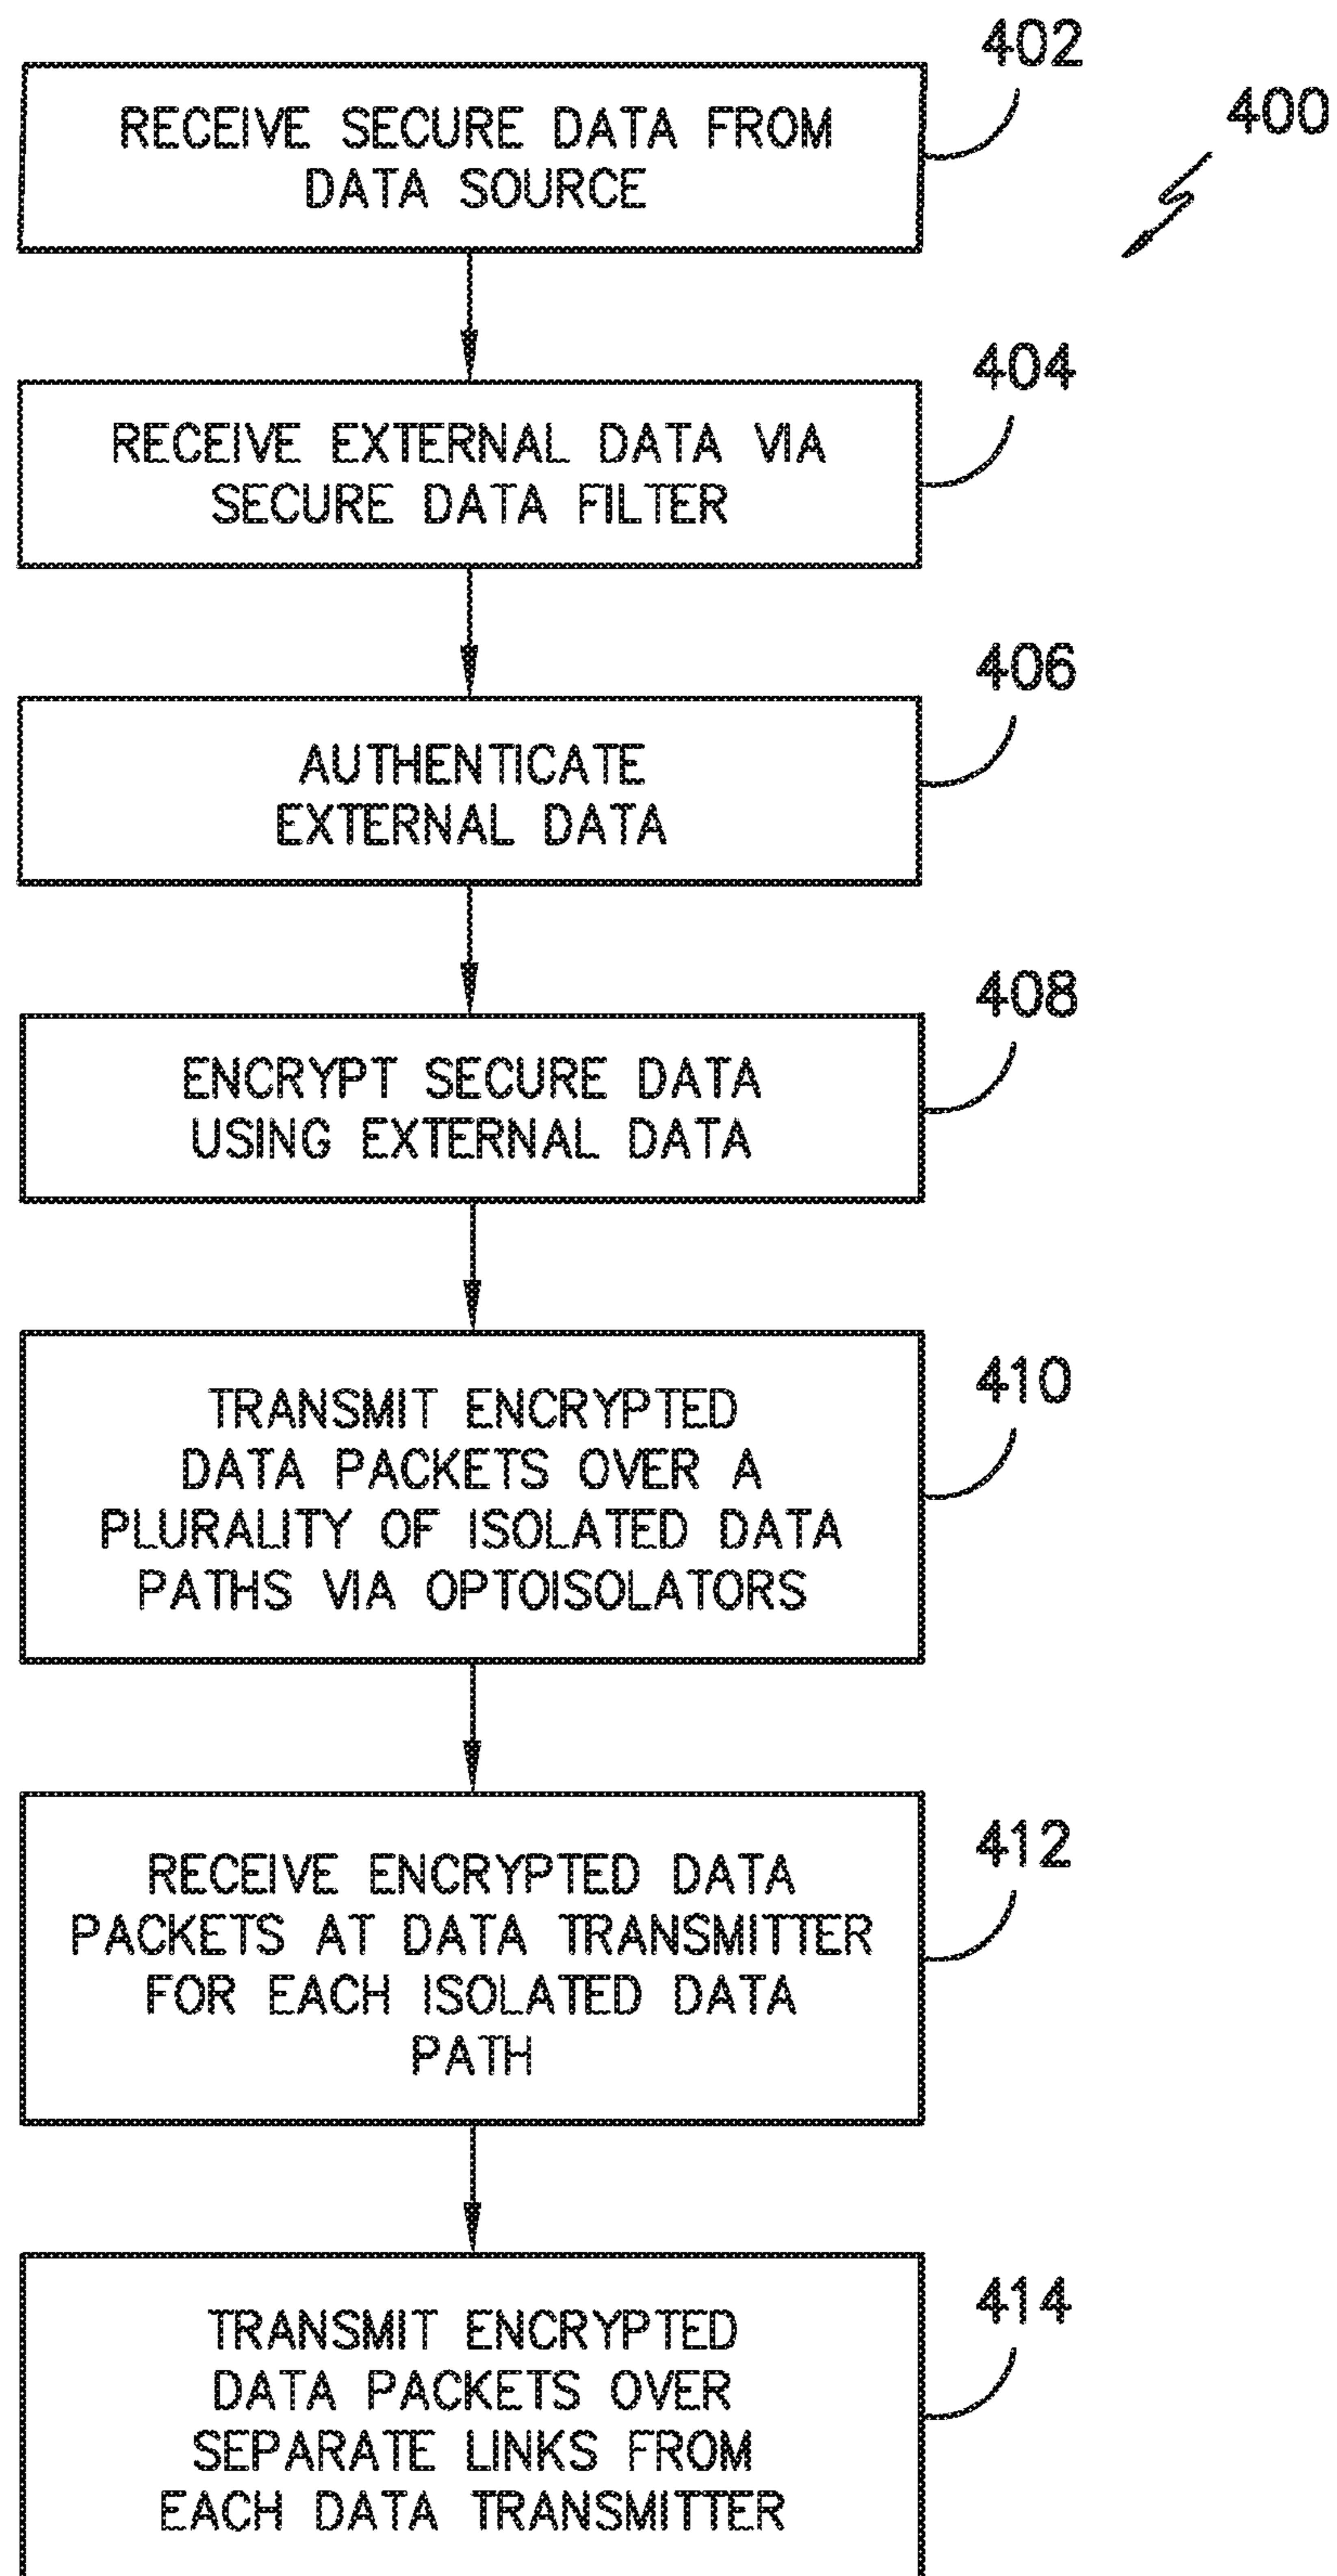 402
400
RECEIVE SECURE DATA FROM
DATA SOURCE
404
RECEIVE EXTERNAL DATA VIA
SECURE DATA FILTER
406
AUTHENTICATE
EXTERNAL DATA
408
ENCRYPT SECURE DATA
USING EXTERNAL DATA
410
TRANSMIT ENCRYPTED
DATA PACKETS OVER A
PLURALITY OF ISOLATED DATA
PATHS VIA OPTOISOLATORS
412
RECEIVE ENCRYPTED DATA
PACKETS AT DATA TRANSMITTER
FOR EACH ISOLATED DATA
PATH
414
TRANSMIT ENCRYPTED
DATA PACKETS OVER
SEPARATE LINKS FROM
EACH DATA TRANSMITTER